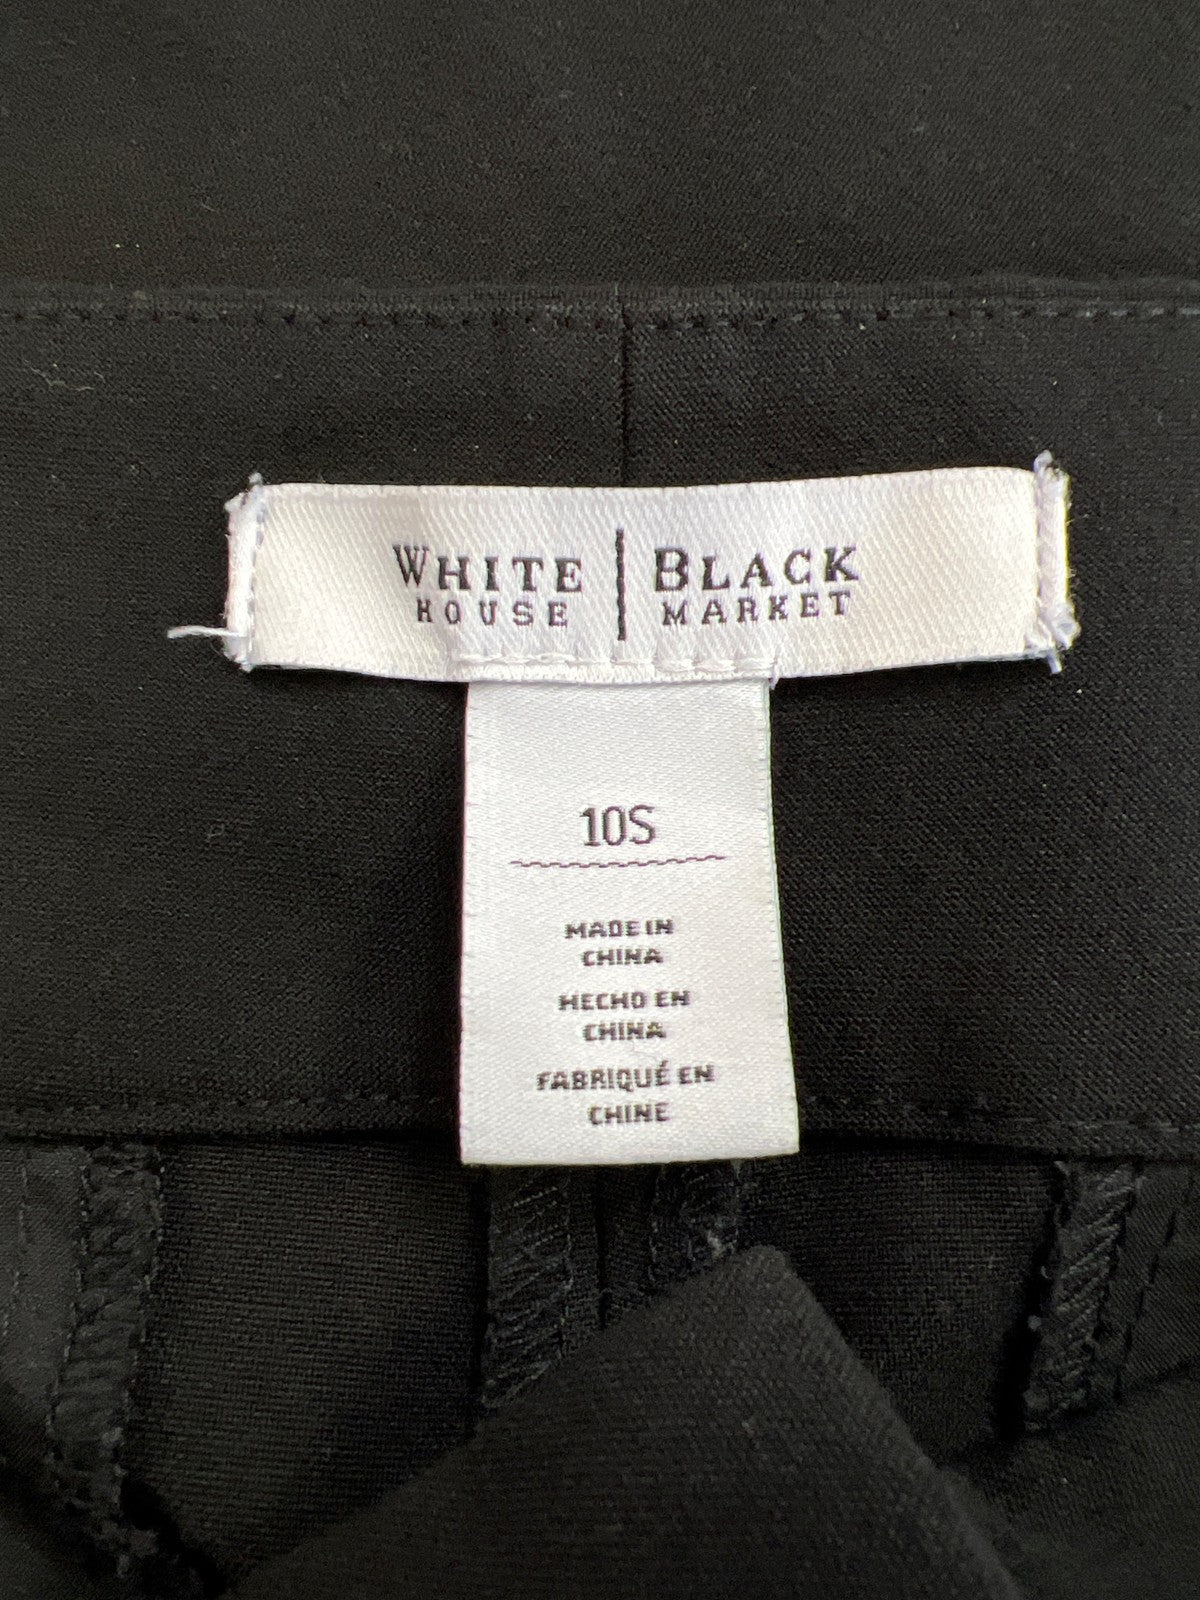 WHITE | BLACK
HOUSE | MARKET
10S
MADE IN
CHINA
HECHO EN
CHINA
FABRIQUÉ EN
CHINE